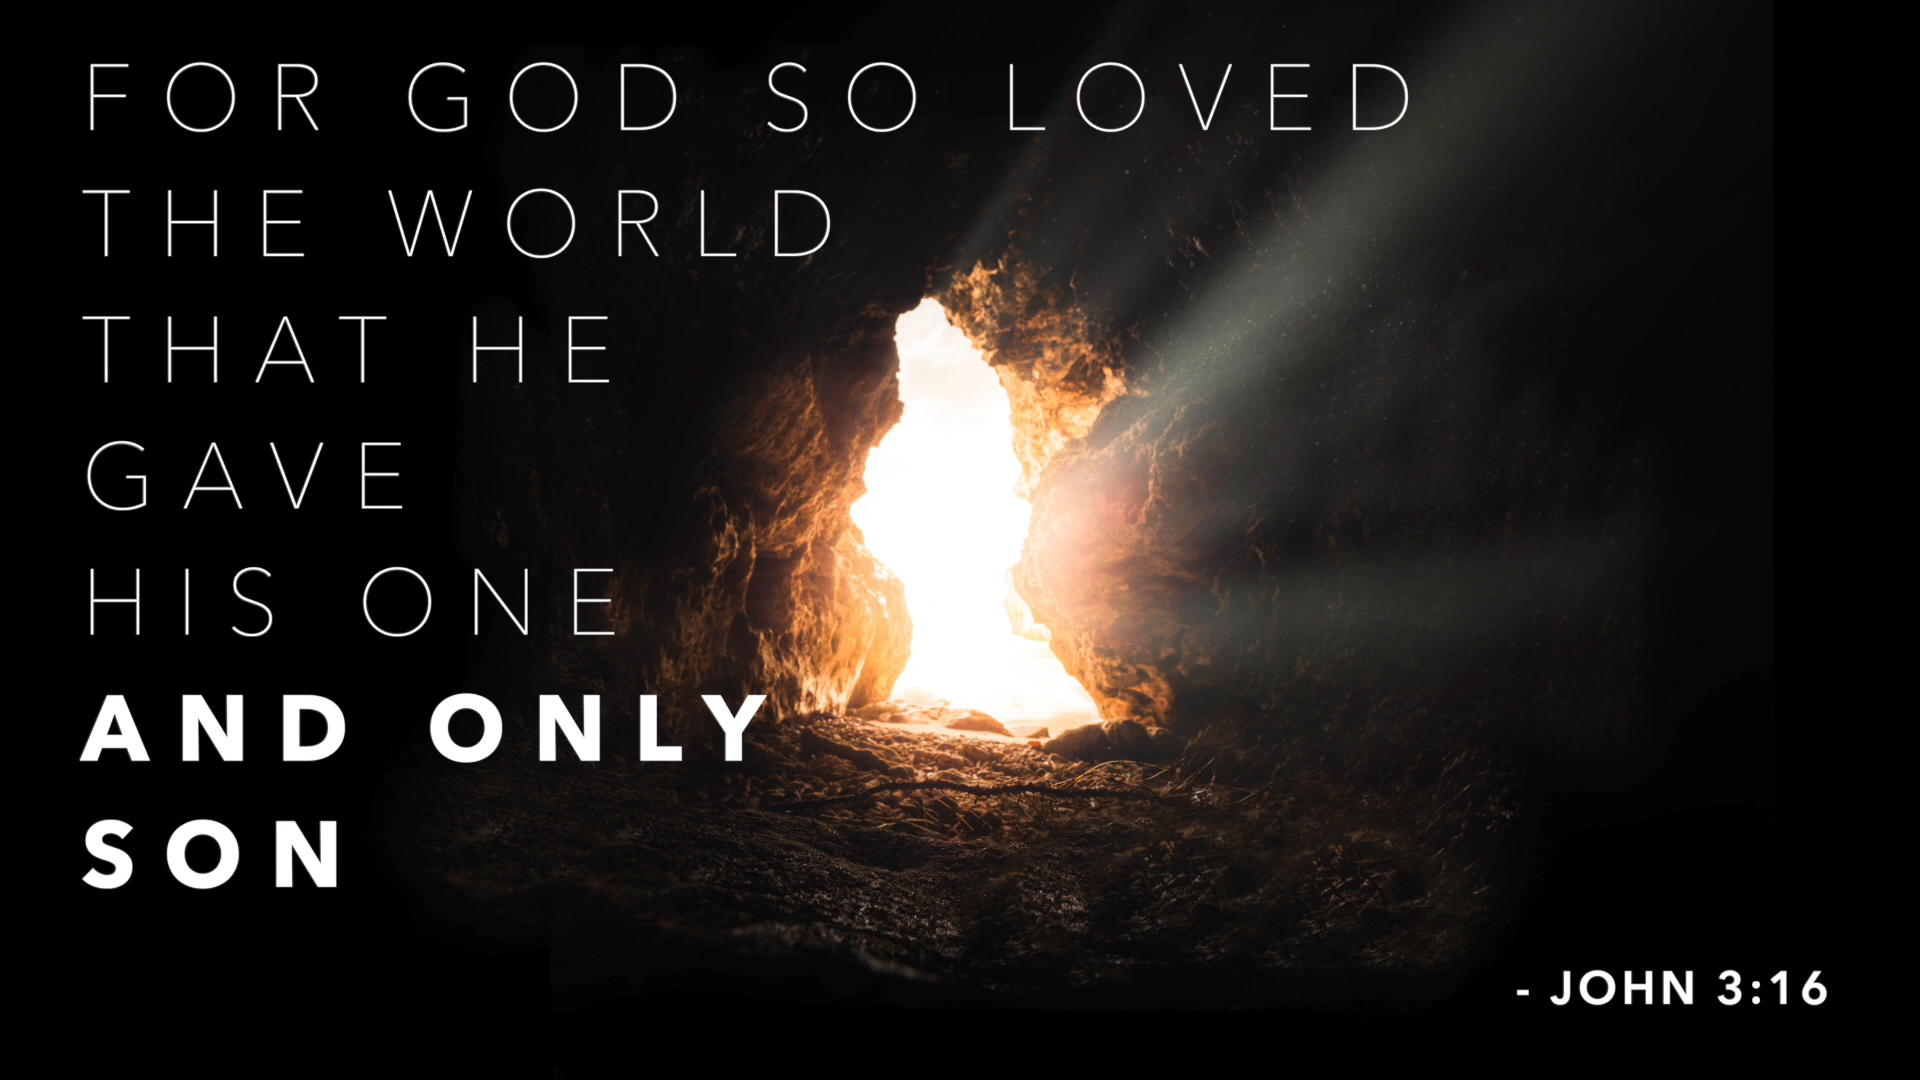 FOR GOD SO LOVED
THE WORLD
THAT HE
GAVE
HIS ONE
AND ONLY
SON
- JOHN 3:16